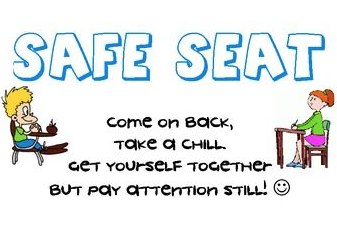 SAFE SEAT
Come on back,
take a chill.
Get yourself together
but pay attention still! ☺